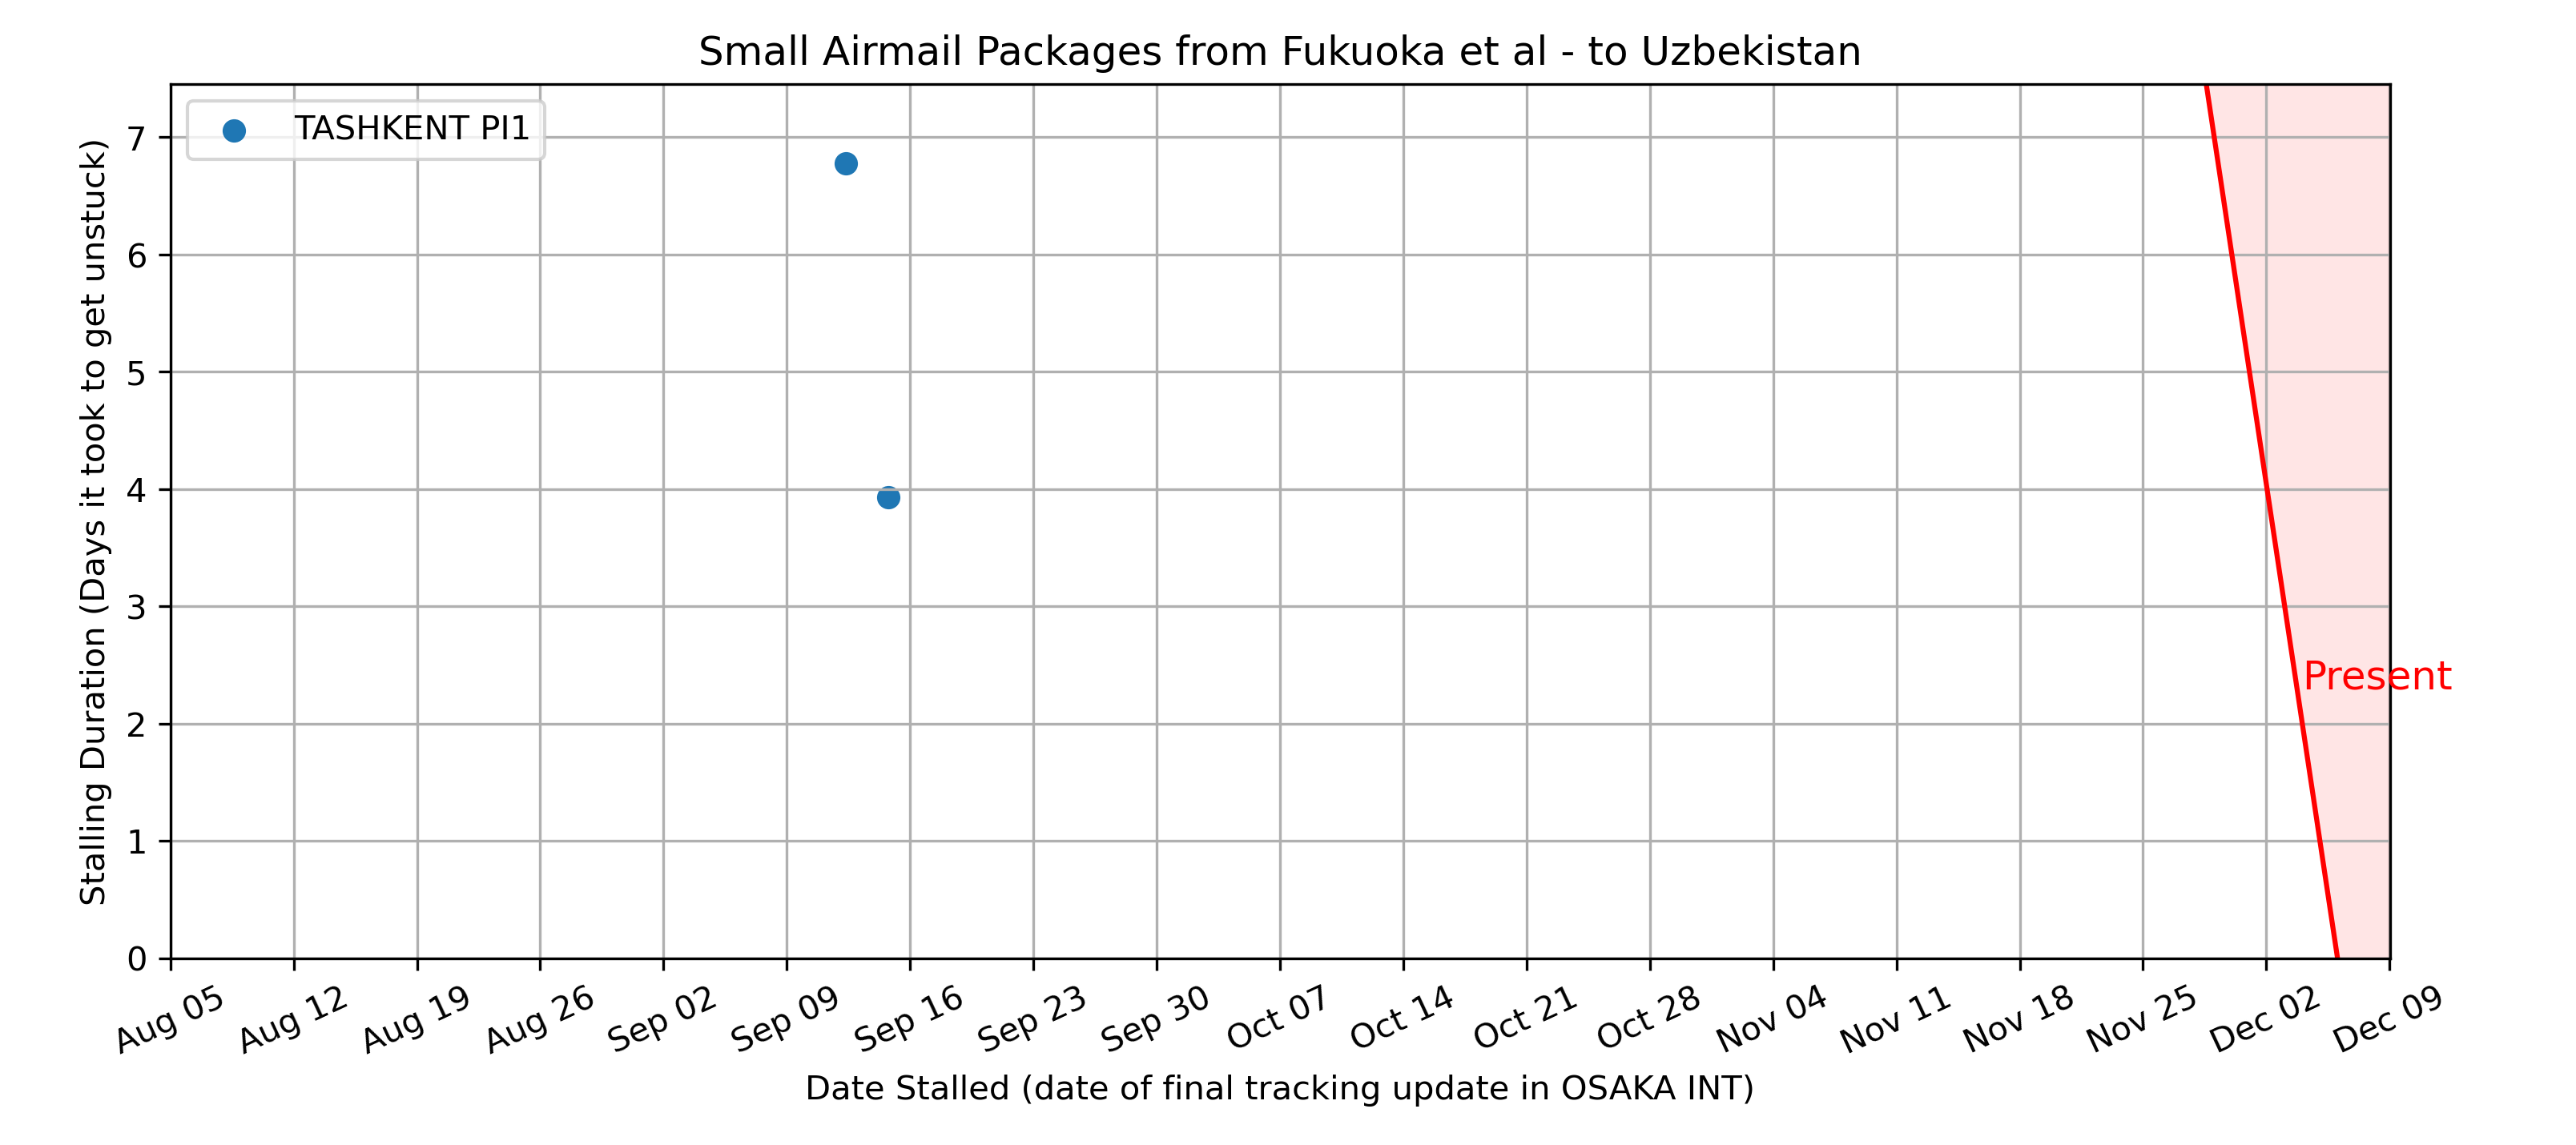 Small Airmail Packages from Fukuoka et al - to Uzbekistan
TASHKENT PI1
Stalling Duration (Days it took to get unstuck)
7
6
5
4
3
2
1
0
Present
Aug 05 Aug 12 Aug 19 Aug 26 Sep 02 Sep 09 Sep 16 Sep 23 Sep 30 Oct 07 Oct 14 Oct 21 Oct 28 Nov 04 Nov 11 Nov 18 Nov 25 Dec 02 Dec 09
Date Stalled (date of final tracking update in OSAKA INT)